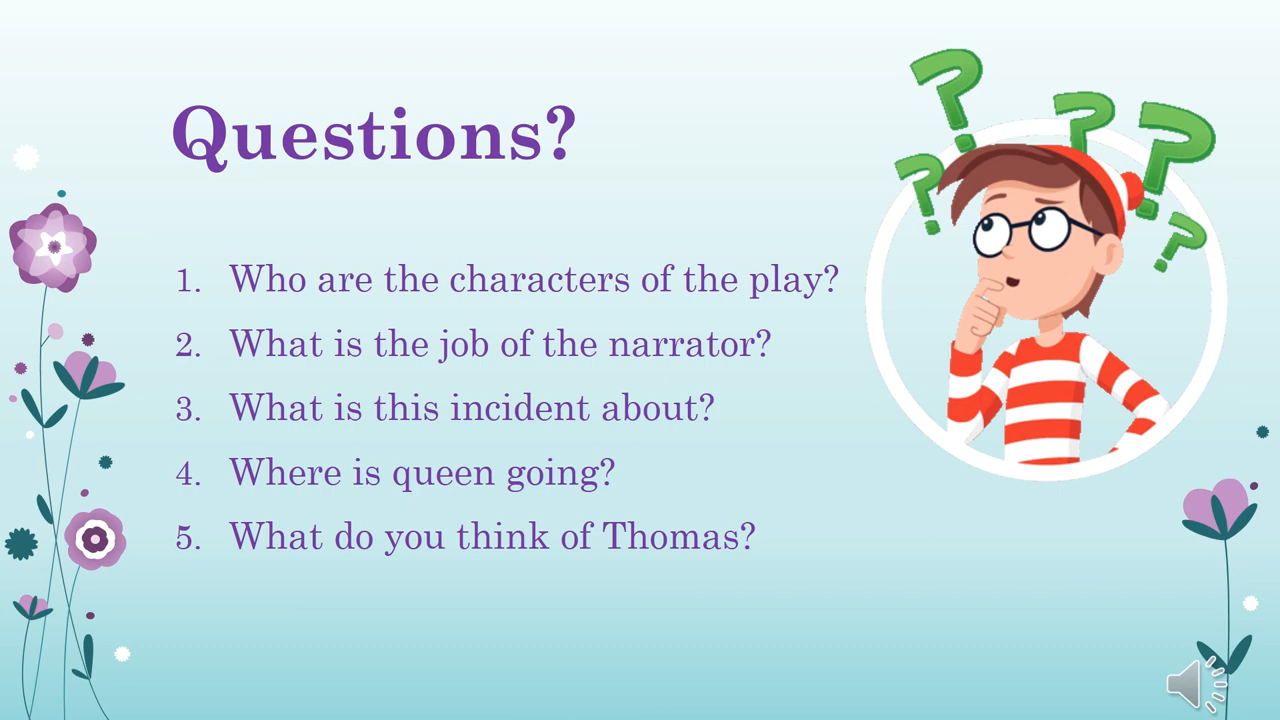 Questions?
1. Who are the characters of the play?
2. What is the job of the narrator?
3. What is this incident about?
4. Where is queen going?
5. What do you think of Thomas?